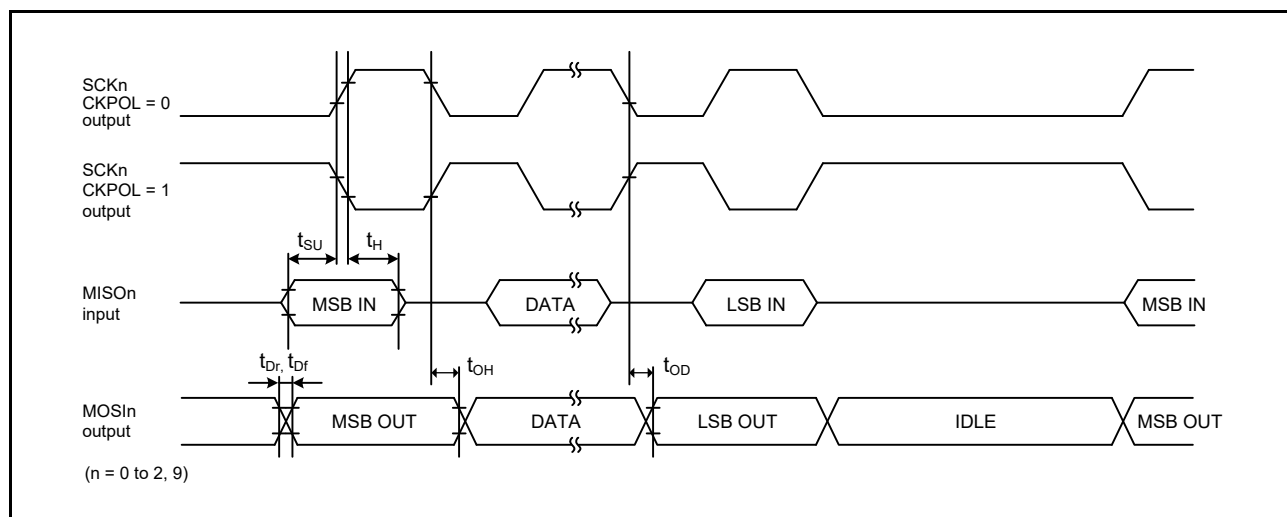 SCKn
CKPOL = 0
output
SCKn
CKPOL = 1
output
tSU
tH
MISOn
input
MSB IN
DATA
LSB IN
MSB IN
tDr, tDf
tOH
tOD
MOSIn
output
MSB OUT
DATA
LSB OUT
IDLE
MSB OUT
(n = 0 to 2, 9)